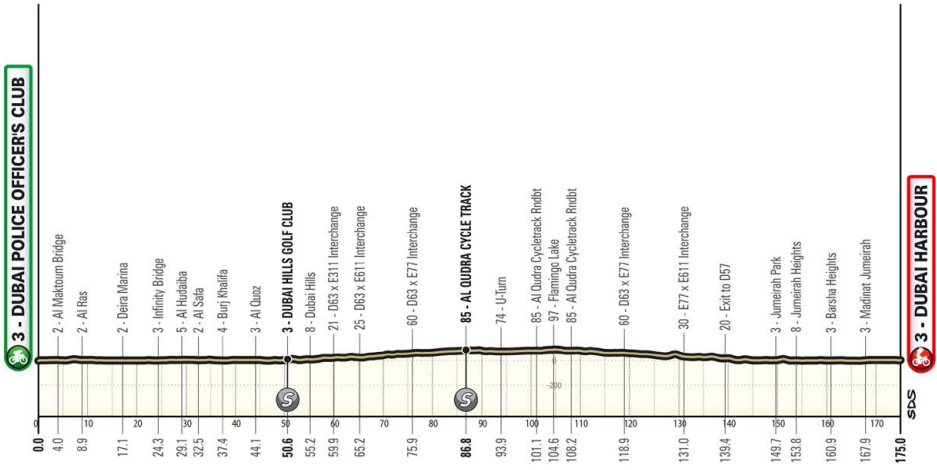 3 - DUBAI POLICE OFFICER'S CLUB
2 - Al Maktoum Bridge
2 - Al Ras
2 - Deira Marina
3 - Infinity Bridge
5 - Al Hudaiba
2 - Al Safa
4 - Burj Khalifa
3 - Al Quoz
3 - DUBAI HILLS GOLF CLUB
8 - Dubai Hills
21 - D63 x E311 Interchange
25 - D63 x E611 Interchange
60 - D63 x E77 Interchange
85 - AL QUDRA CYCLE TRACK
74 - U-Turn
85 - Al Qudra Cycletrack Rndbt
97 - Flamingo Lake
85 - Al Qudra Cycletrack Rndbt
60 - D63 x E77 Interchange
30 - E77 x E611 Interchange
20 - Exit to D57
3 - Jumeirah Park
8 - Jumeirah Heights
3 - Barsha Heights
3 - Madinat Jumeirah
3 - DUBAI HARBOUR
0
-200
S
S
SDS
0 10 20 30 40 50 60 70 80 90 100 110 120 130 140 150 160 170
0.0 4.0 8.9 17.1 24.3 29.1 32.5 37.4 44.1 50.6 55.2 59.9 65.2 75.9 86.8 93.9 101.1 104.6 108.2 118.9 131.0 139.4 149.7 153.8 160.9 167.9 175.0